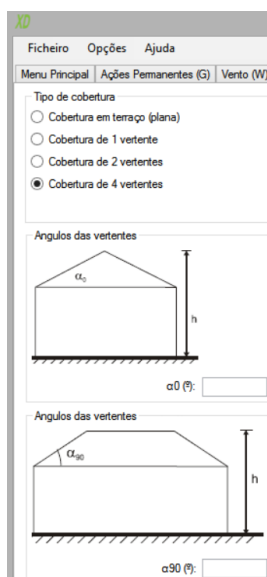 XD
Ficheiro Opções Ajuda
Menu Principal Ações Permanentes (G) Vento (W)
Tipo de cobertura
Cobertura em terraço (plana)
Cobertura de 1 vertente
Cobertura de 2 vertentes
Cobertura de 4 vertentes
Angulos das vertentes
α0
h
α0 (º):
Angulos das vertentes
α90
h
α90 (º):